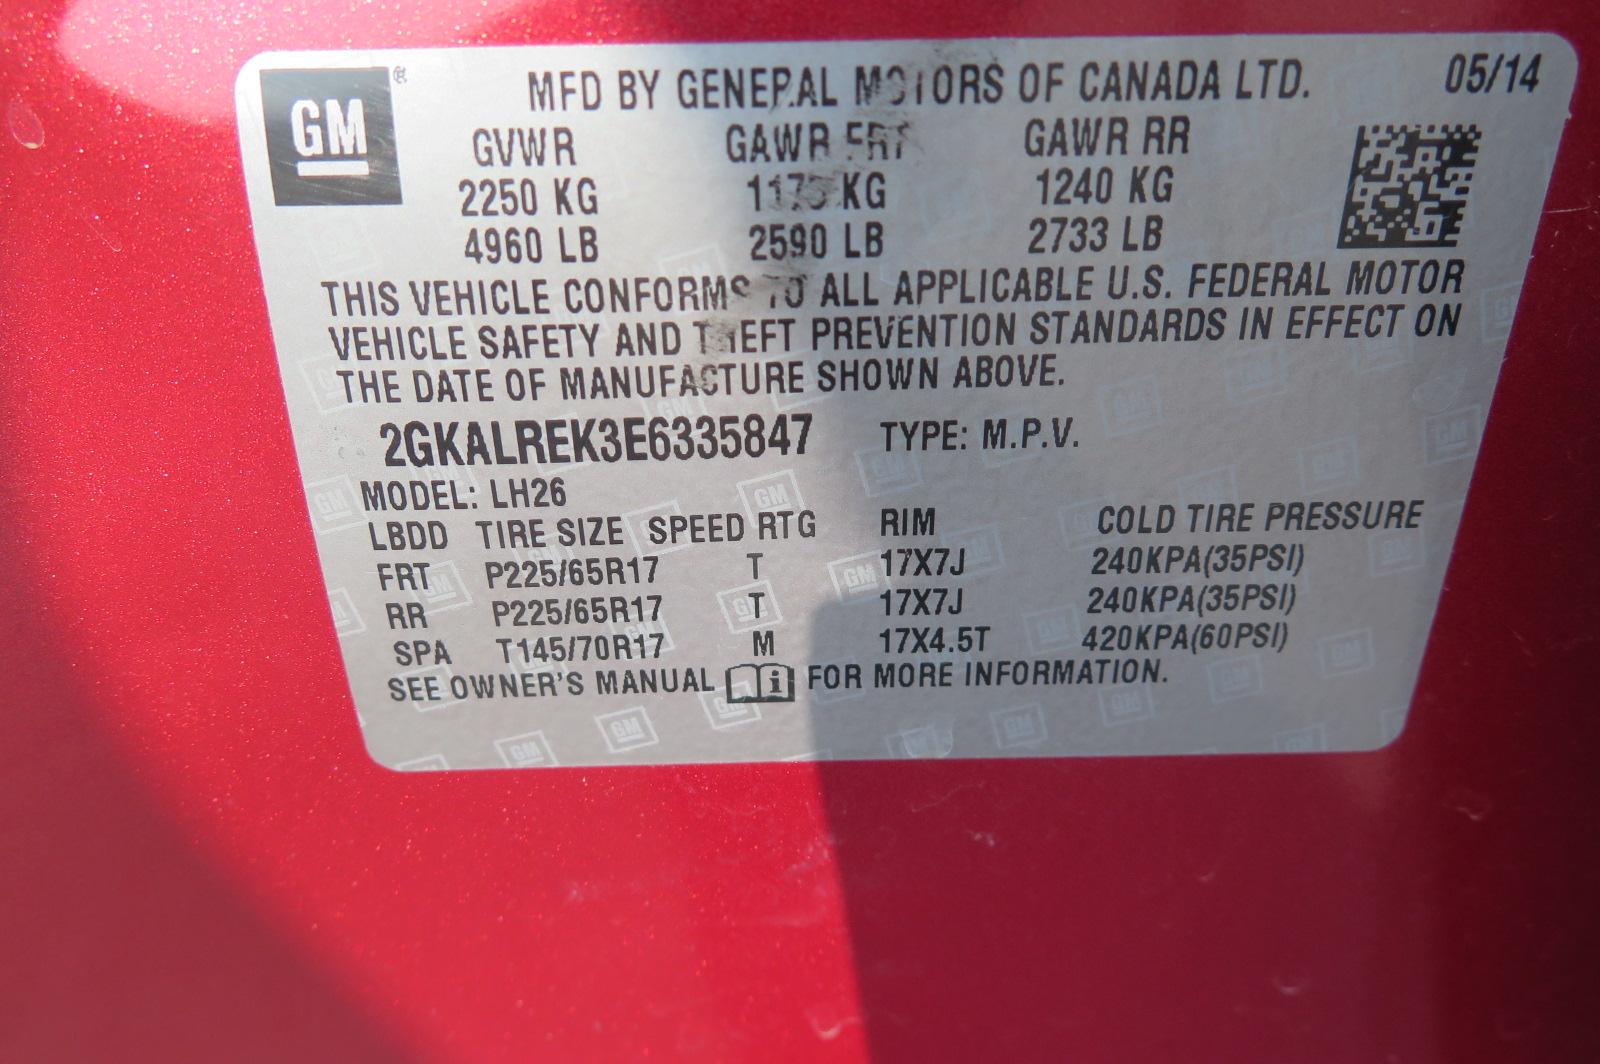 GM ®
MFD BY GENERAL MOTORS OF CANADA LTD. 05/14
GVWR GAWR FRT GAWR RR
2250 KG 1175 KG 1240 KG
4960 LB 2590 LB 2733 LB
THIS VEHICLE CONFORMS TO ALL APPLICABLE U.S. FEDERAL MOTOR
VEHICLE SAFETY AND THEFT PREVENTION STANDARDS IN EFFECT ON
THE DATE OF MANUFACTURE SHOWN ABOVE.
2GKALREK3E6335847 TYPE: M.P.V.
MODEL: LH26
LBDD TIRE SIZE SPEED RTG RIM COLD TIRE PRESSURE
FRT P225/65R17 T 17X7J 240KPA(35PSI)
RR P225/65R17 T 17X7J 240KPA(35PSI)
SPA T145/70R17 M 17X4.5T 420KPA(60PSI)
SEE OWNER'S MANUAL i FOR MORE INFORMATION.